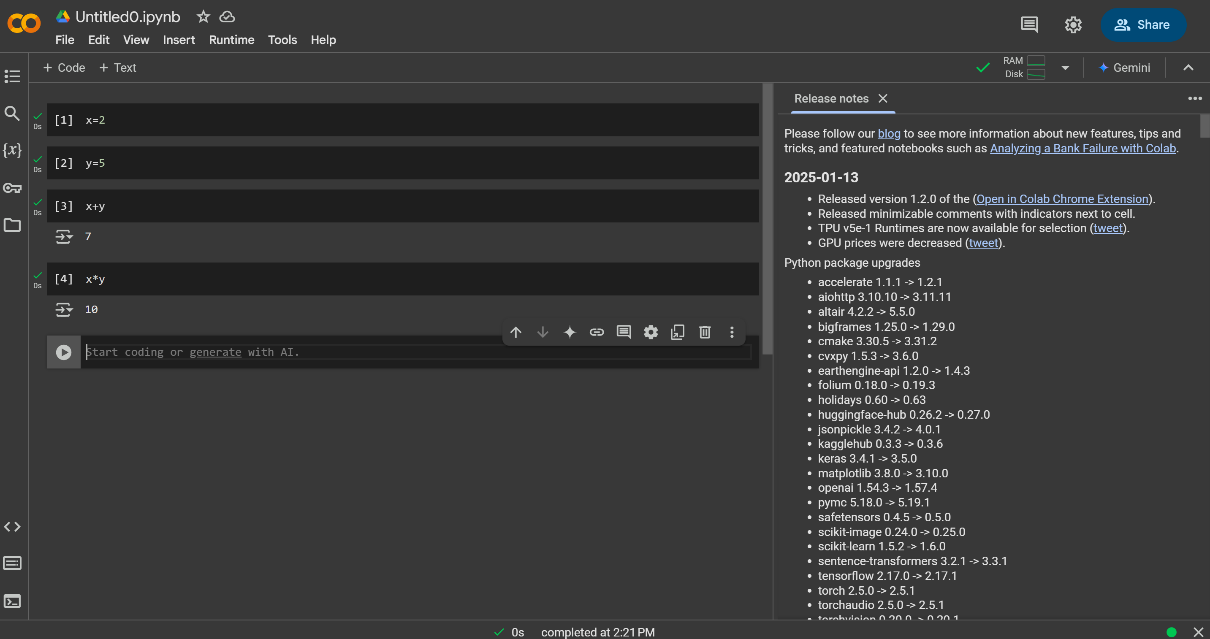 Untitled0.ipynb
File Edit View Insert Runtime Tools Help
Share
+ Code + Text
RAM
Disk
Gemini
0s
[1] x=2
0s
[2] y=5
0s
[3] x+y
7
0s
[4] x*y
10
Start coding or generate with AI.
Release notes
Please follow our blog to see more information about new features, tips and
tricks, and featured notebooks such as Analyzing a Bank Failure with Colab.
2025-01-13
• Released version 1.2.0 of the (Open in Colab Chrome Extension).
• Released minimizable comments with indicators next to cell.
• TPU v5e-1 Runtimes are now available for selection (tweet).
• GPU prices were decreased (tweet).
Python package upgrades
• accelerate 1.1.1 -> 1.2.1
• aiohttp 3.10.10 -> 3.11.11
• altair 4.2.2 -> 5.5.0
• bigframes 1.25.0 -> 1.29.0
• cmake 3.30.5 -> 3.31.2
• cvxpy 1.5.3 -> 3.6.0
• earthengine-api 1.2.0 -> 1.4.3
• folium 0.18.0 -> 0.19.3
• holidays 0.60 -> 0.63
• huggingface-hub 0.26.2 -> 0.27.0
• jsonpickle 3.4.2 -> 4.0.1
• kagglehub 0.3.3 -> 0.3.6
• keras 3.4.1 -> 3.5.0
• matplotlib 3.8.0 -> 3.10.0
• openai 1.54.3 -> 1.57.4
• pymc 5.18.0 -> 5.19.1
• safetensors 0.4.5 -> 0.5.0
• scikit-image 0.24.0 -> 0.25.0
• scikit-learn 1.5.2 -> 1.6.0
• sentence-transformers 3.2.1 -> 3.3.1
• tensorflow 2.17.0 -> 2.17.1
• torch 2.5.0 -> 2.5.1
• torchaudio 2.5.0 -> 2.5.1
• torchvision 0.20.0 -> 0.20.1
0s completed at 2:21 PM